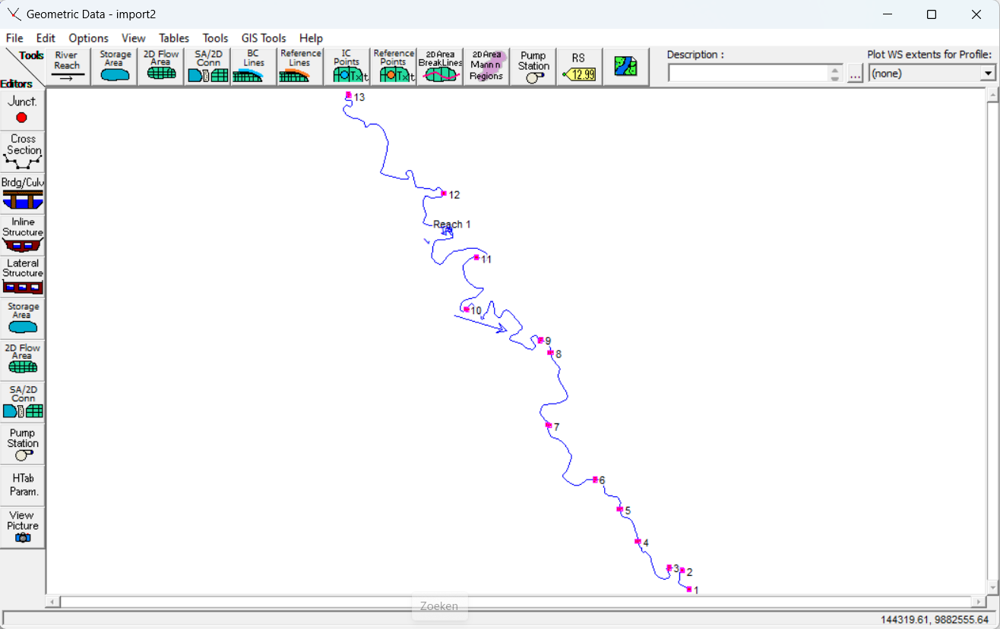 Geometric Data - import2
File Edit Options View Tables Tools GIS Tools Help
Tools
Editors
River
Reach
Storage
Area
2D Flow
Area
SA/2D
Conn
BC
Lines
Reference
Lines
IC
Points
Txt
Reference
Points
Txt
2D Area
BreakLines
2D Area
Mann n
Regions
Pump
Station
RS
12.99
Description :
...
Plot WS extents for Profile:
(none)
Junct.
Cross
Section
Brdg/Culv
Inline
Structure
Lateral
Structure
Storage
Area
2D Flow
Area
SA/2D
Conn
Pump
Station
HTab
Param.
View
Picture
13
12
Reach 1
11
10
9
8
7
6
5
4
3
2
1
Zoeken
144319.61, 9882555.64